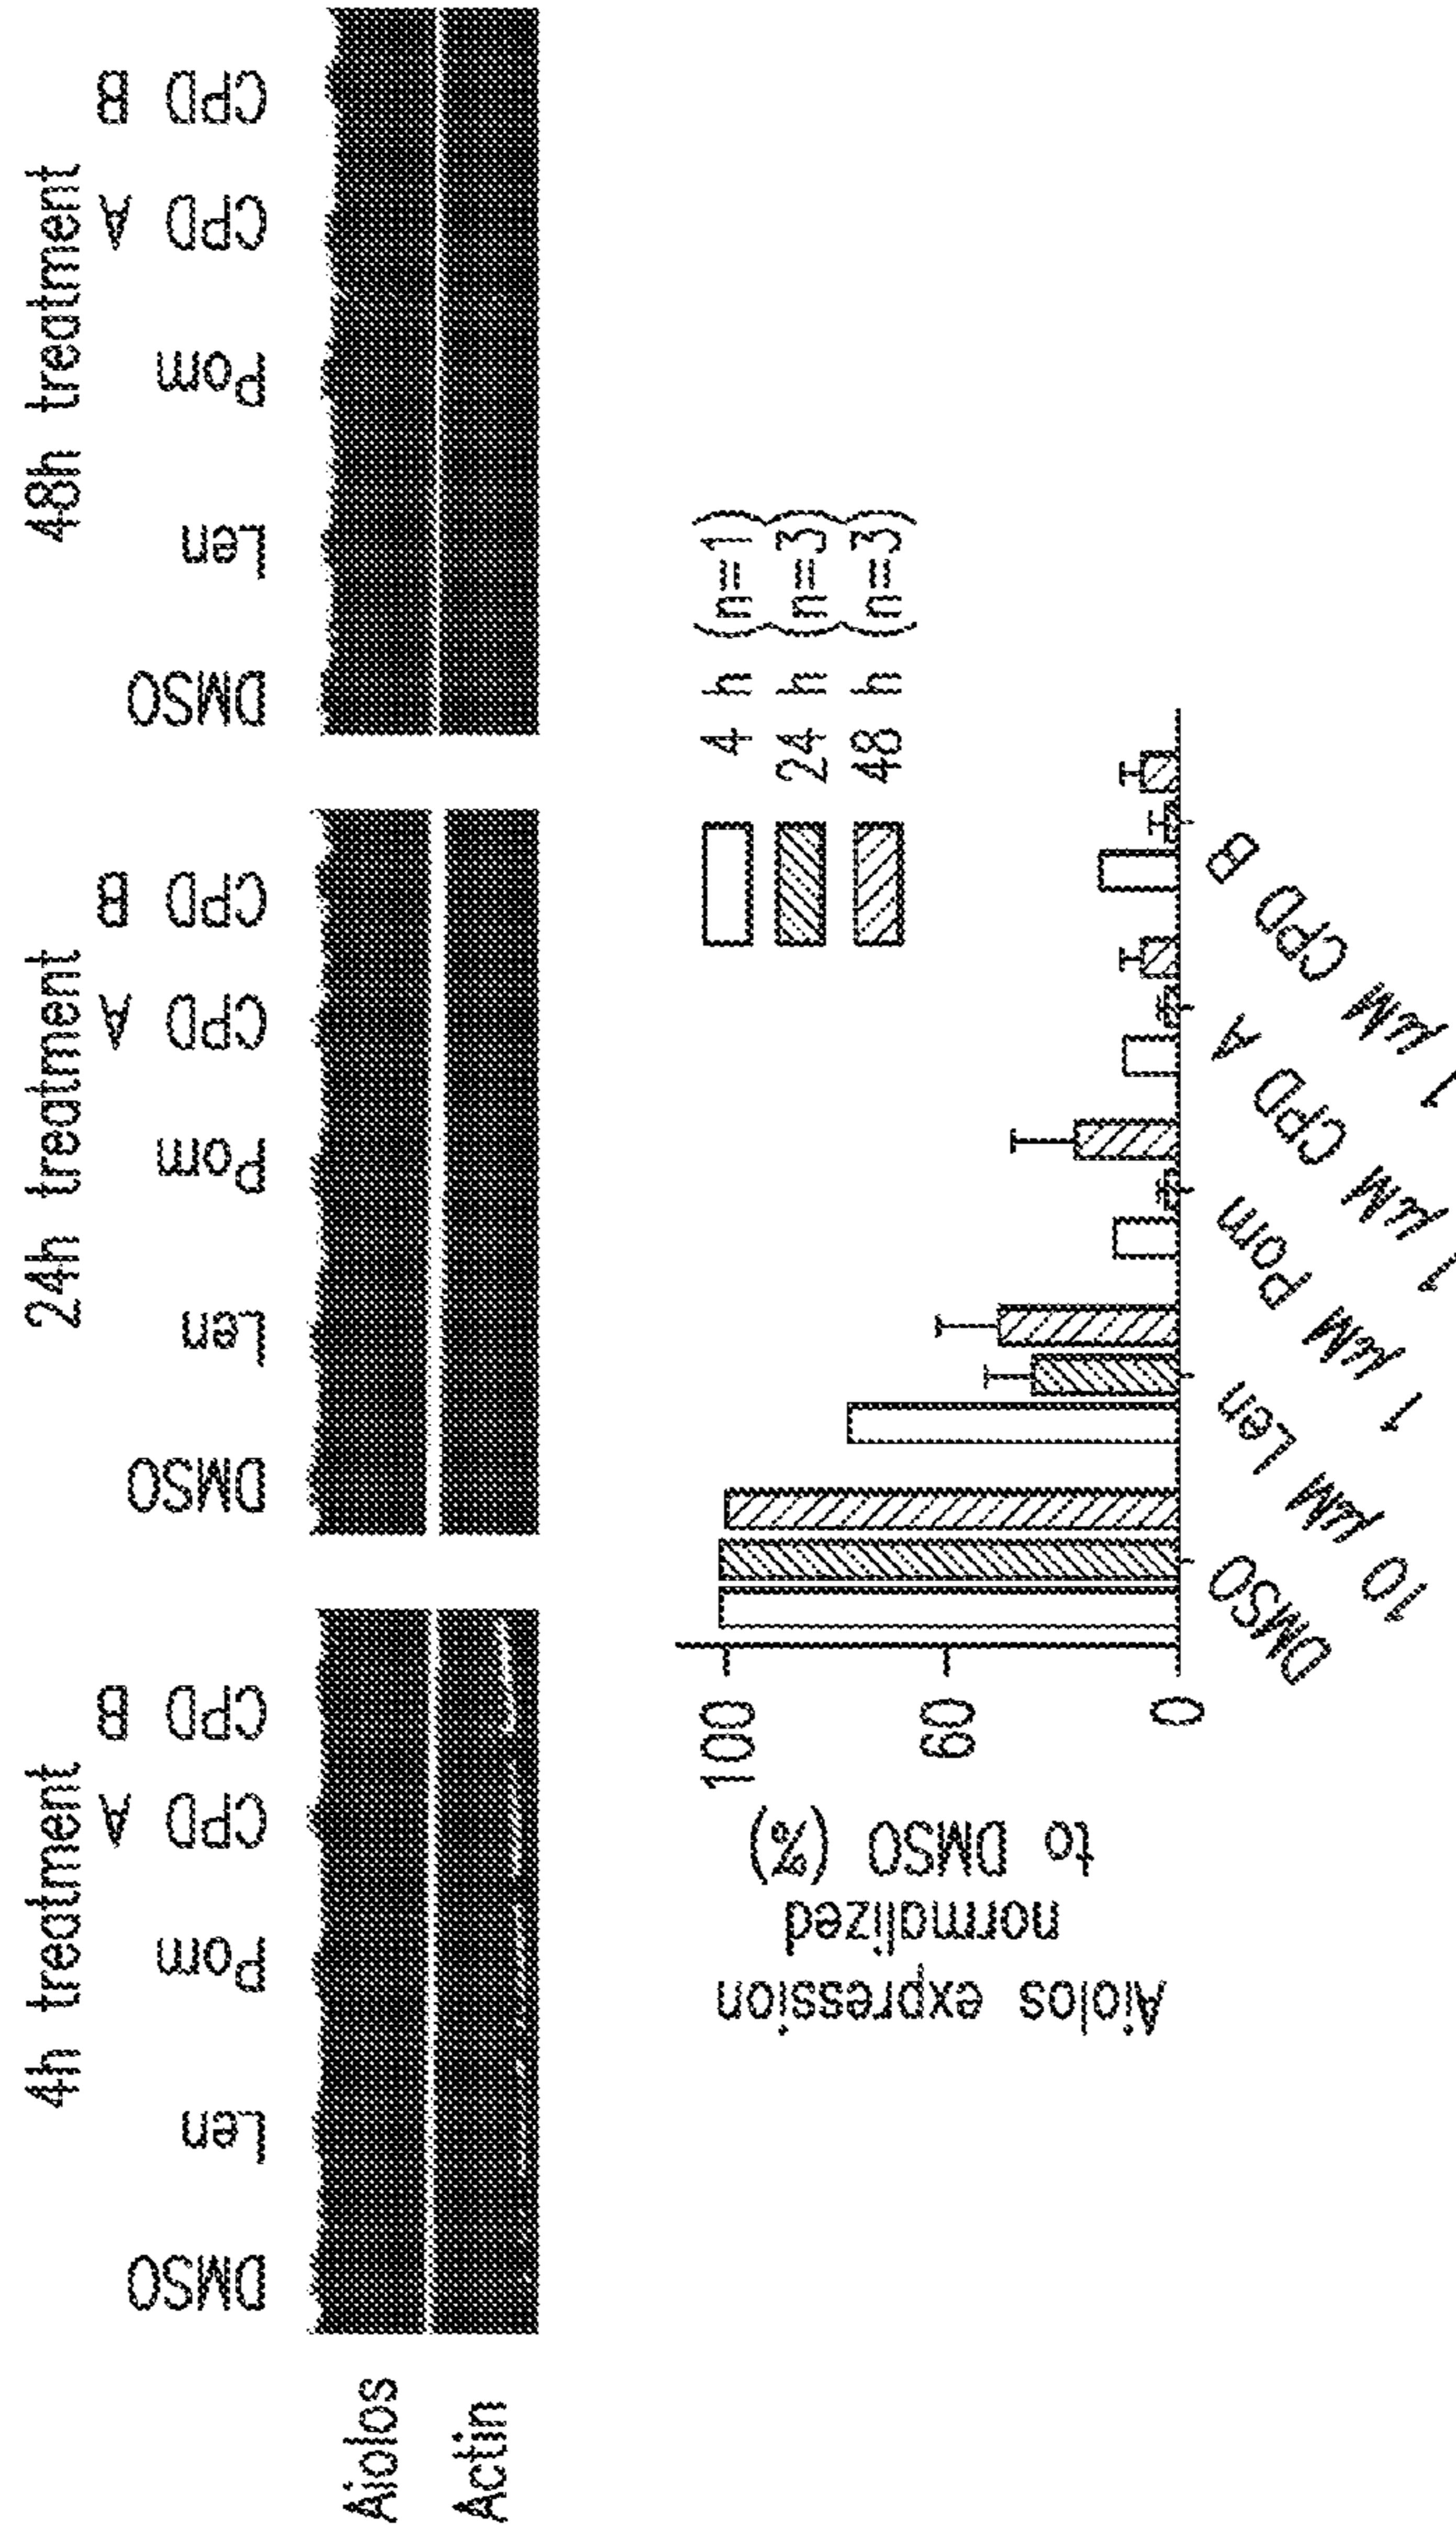 4h treatment
24h treatment
48h treatment
DMSO Len Pom CPD A CPD B
DMSO Len Pom CPD A CPD B
DMSO Len Pom CPD A CPD B
Aiolos
Actin
Aiolos expression
normalized
to DMSO (%)
100
60
0
4 h (n=1)
24 h (n=3)
48 h (n=3)
DMSO
10 μM Len
1 μM Pom
1 μM CPD A
1 μM CPD B